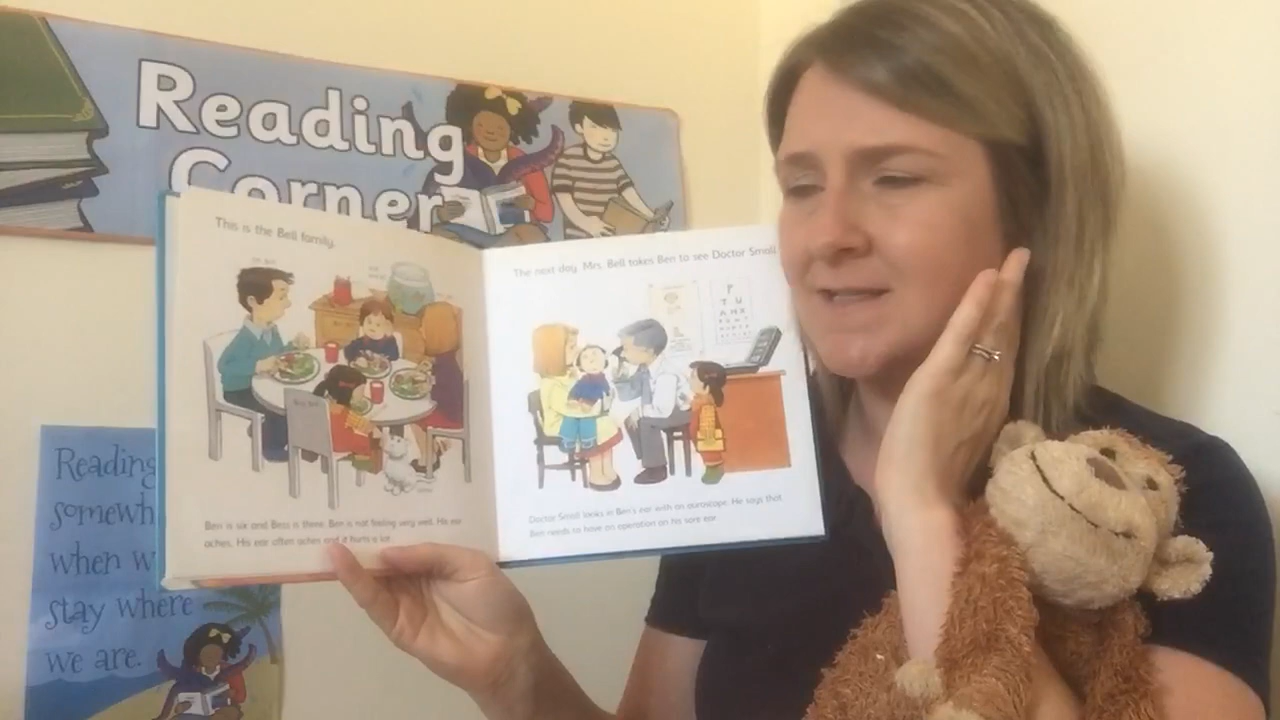 Reading
Corner
This is the Bell family.
Ben is six and Bess is three. Ben is not feeling very well. His ear
aches. His ear often aches and it hurts a lot.
The next day, Mrs. Bell takes Ben to see Doctor Small
Doctor Small looks in Ben's ear with an auroscope. He says that
Ben needs to have an operation on his sore ear.
Reading
somewh
when w
stay where
we are.